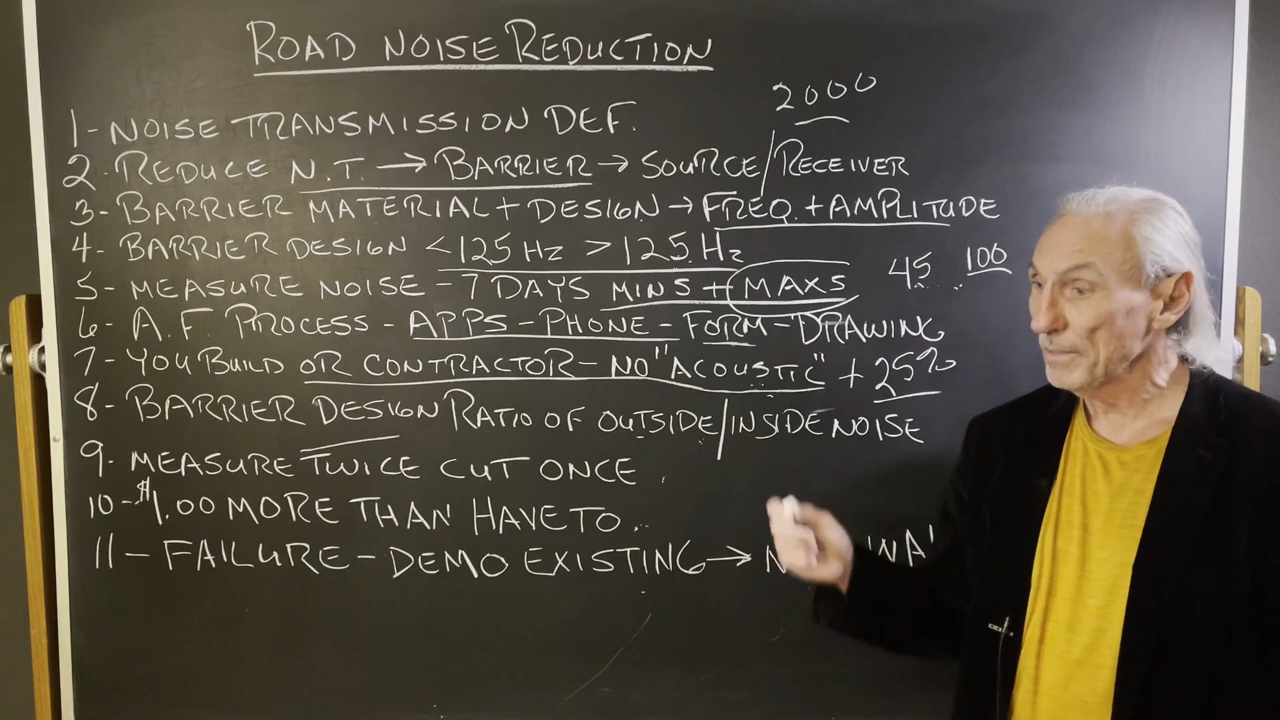 ROAD NOISE REDUCTION
2000
1- NOISE TRANSMISSION DEF.
2- REDUCE N.T. → BARRIER → SOURCE/RECEIVER
3- BARRIER MATERIAL + DESIGN → FREQ. + AMPLITUDE
4- BARRIER DESIGN < 125 Hz > 125 Hz
45 100
5- MEASURE NOISE - 7 DAYS MINS + MAXS
6- A.F. PROCESS - APPS - PHONE - FORM - DRAWING
7- YOU BUILD OR CONTRACTOR - NO "ACOUSTIC" + 25%
8- BARRIER DESIGN RATIO OF OUTSIDE/INSIDE NOISE
9- MEASURE TWICE CUT ONCE
10- $1.00 MORE THAN HAVE TO..
11- FAILURE - DEMO EXISTING →